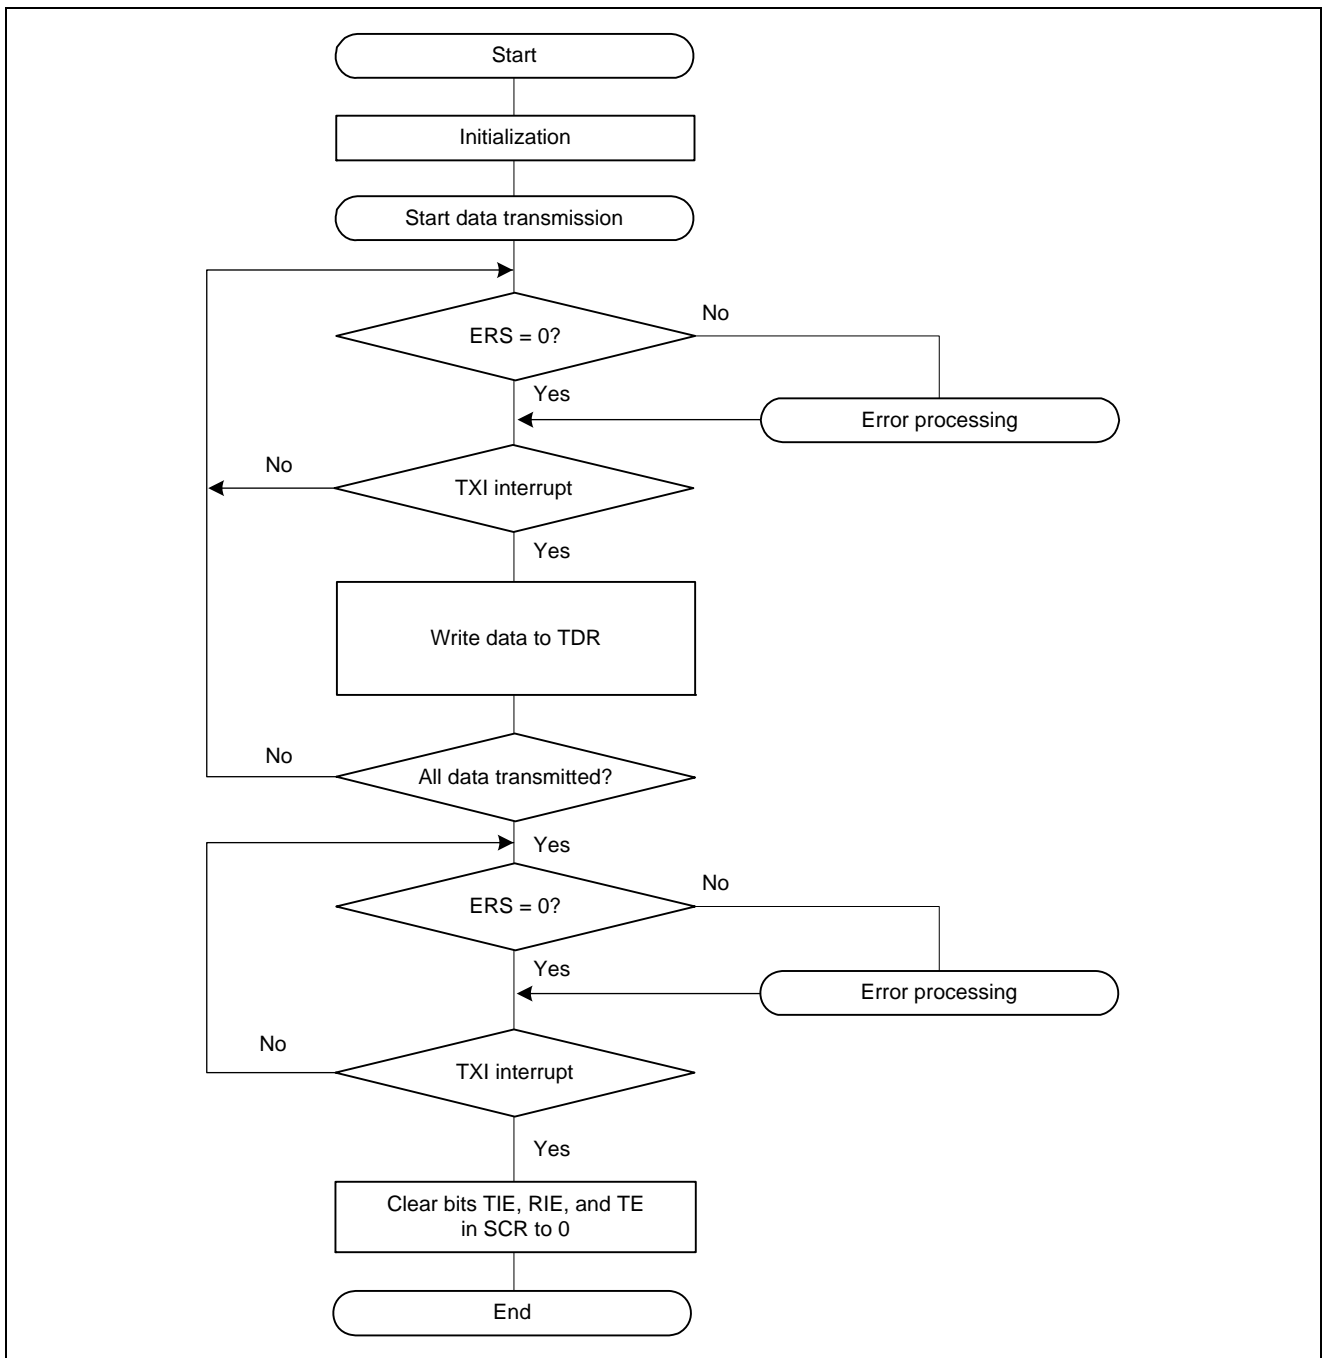 Start
Initialization
Start data transmission
ERS = 0?
No
Yes
Error processing
No
TXI interrupt
Yes
Write data to TDR
No
All data transmitted?
Yes
ERS = 0?
No
Yes
Error processing
No
TXI interrupt
Yes
Clear bits TIE, RIE, and TE
in SCR to 0
End